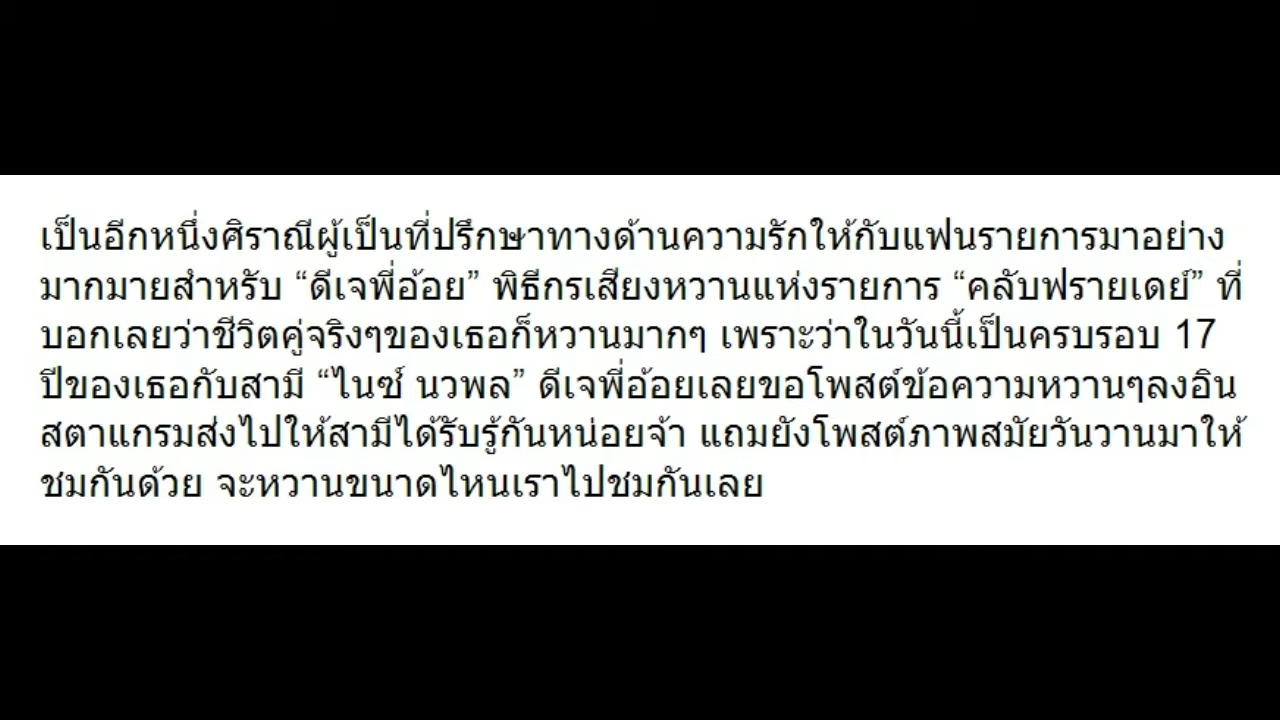 เป็นอีกหนึ่งศิราณีผู้เป็นที่ปรึกษาทางด้านความรักให้กับแฟนรายการมาอย่าง
มากมายสำหรับ “ดีเจพี่อ้อย” พิธีกรเสียงหวานแห่งรายการ “คลับฟรายเดย์” ที่
บอกเลยว่าชีวิตคู่จริงๆของเธอก็หวานมากๆ เพราะว่าในวันนี้เป็นครบรอบ 17
ปีของเธอกับสามี “ไนซ์ นวพล” ดีเจพี่อ้อยเลยขอโพสต์ข้อความหวานๆลงอิน
สตาแกรมส่งไปให้สามีได้รับรู้กันหน่อยจ้า แถมยังโพสต์ภาพสมัยวันวานมาให้
ชมกันด้วย จะหวานขนาดไหนเราไปชมกันเลย